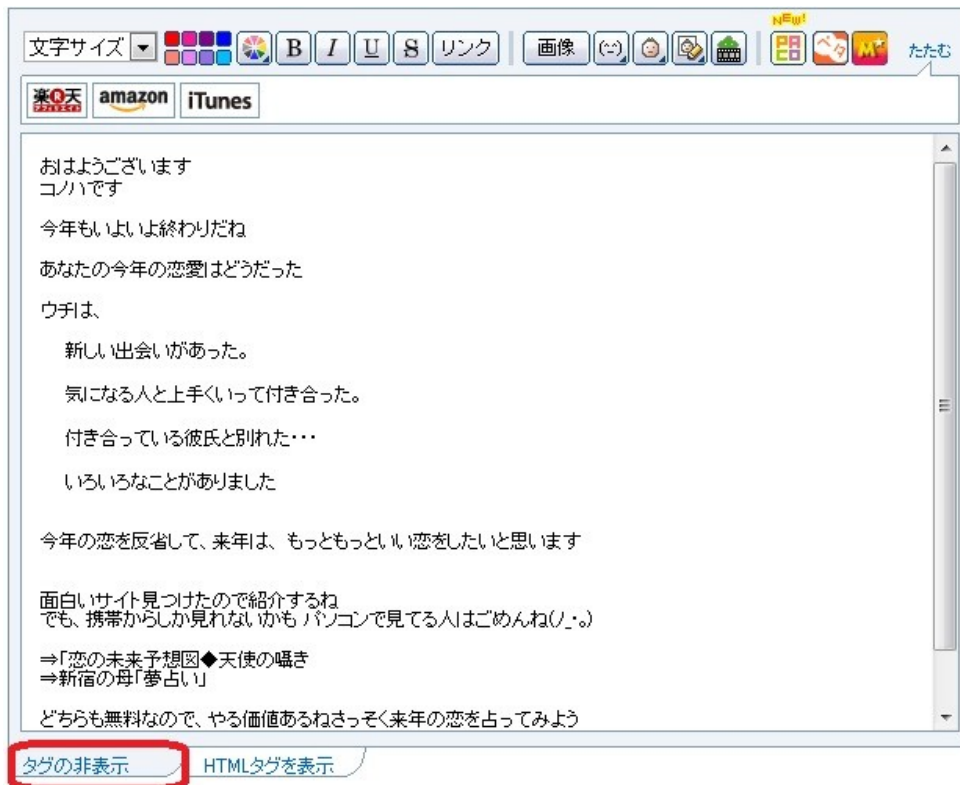 NEW!
文字サイズ B I U S リンク 画像 たたむ
楽天 アフィリエイト amazon iTunes
おはようございます
コノハです
今年もいよいよ終わりだね
あなたの今年の恋愛はどうだった
ウチは、
新しい出会いがあった。
気になる人と上手くいって付き合った。
付き合っている彼氏と別れた・・・
いろいろなことがありました
今年の恋を反省して、来年は、もっともっといい恋をしたいと思います
面白いサイト見つけたので紹介するね
でも、携帯からしか見れないかも パソコンで見てる人はごめんね(ノ_・。)
⇒「恋の未来予想図◆天使の囁き
⇒新宿の母「夢占い」
どちらも無料なので、やる価値あるねさっそく来年の恋を占ってみよう
タグの非表示 HTMLタグを表示